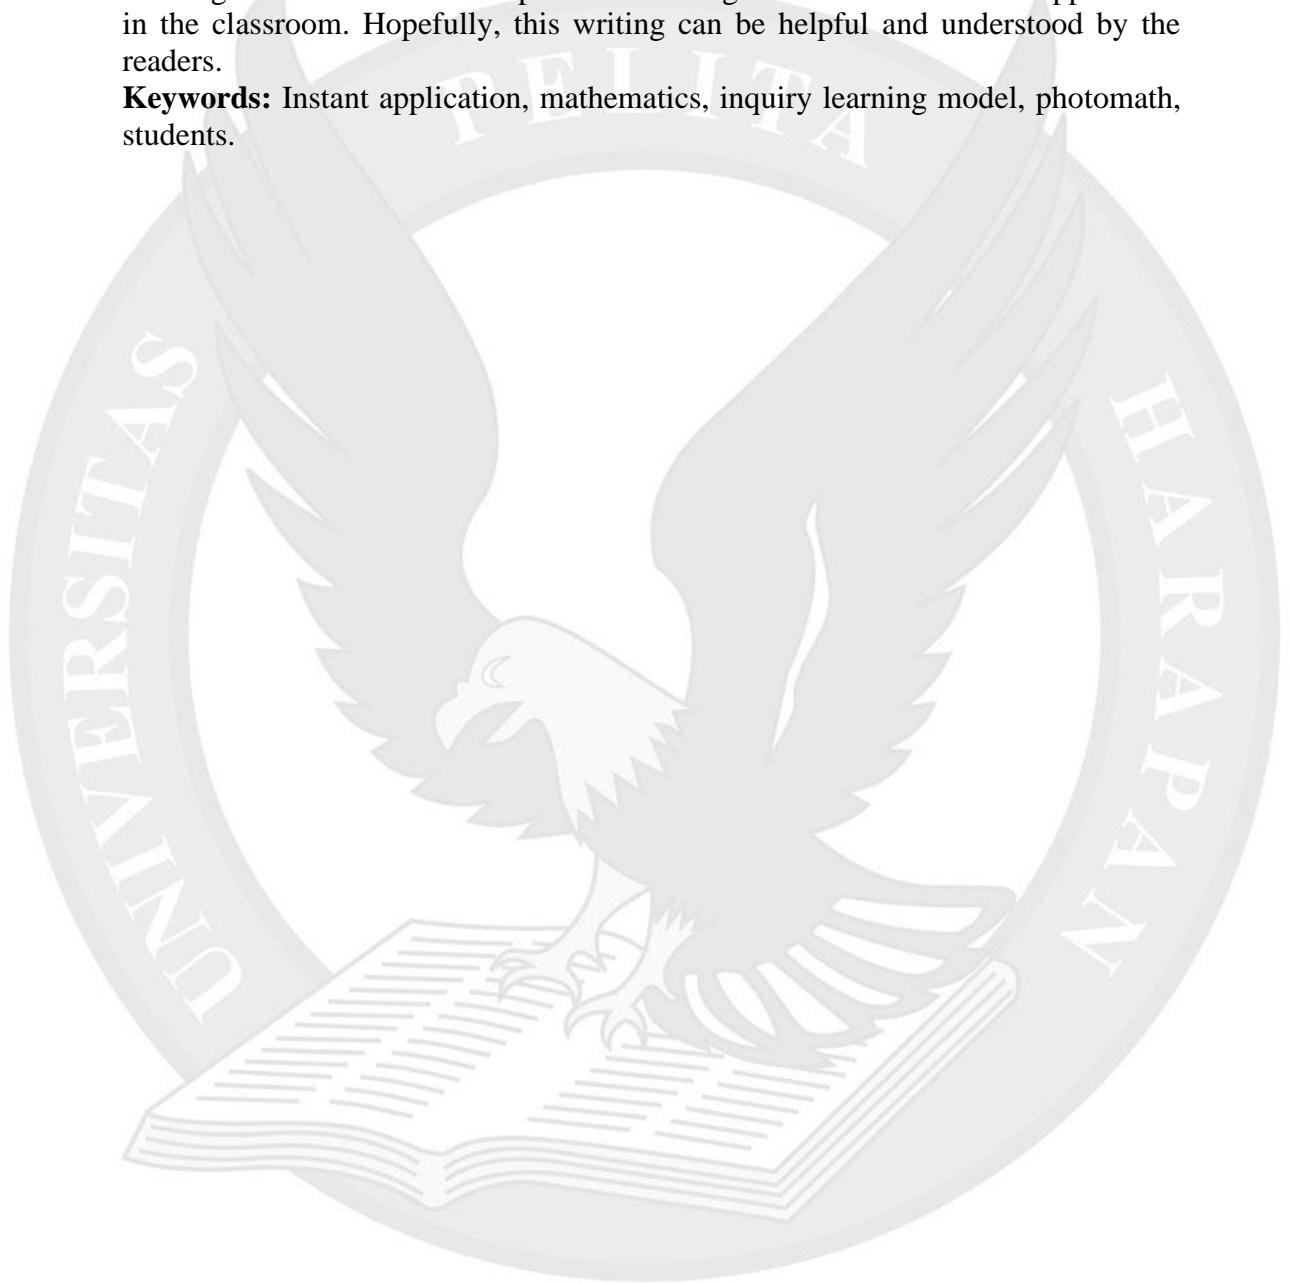 in the classroom. Hopefully, this writing can be helpful and understood by the
readers.
Keywords: Instant application, mathematics, inquiry learning model, photomath,
students.
UNIVERSITAS PELITA HARAPAN